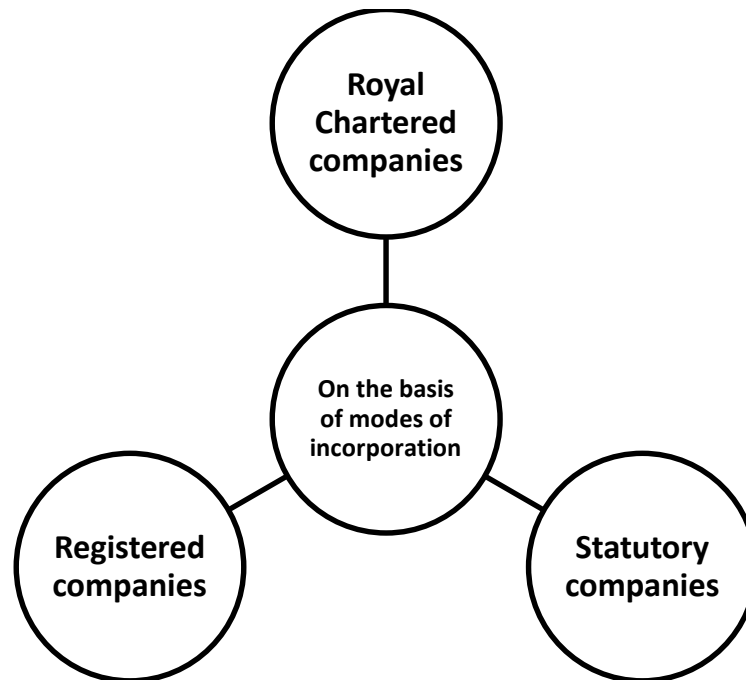 Royal
Chartered
companies
On the basis
of modes of
incorporation
Registered
companies
Statutory
companies